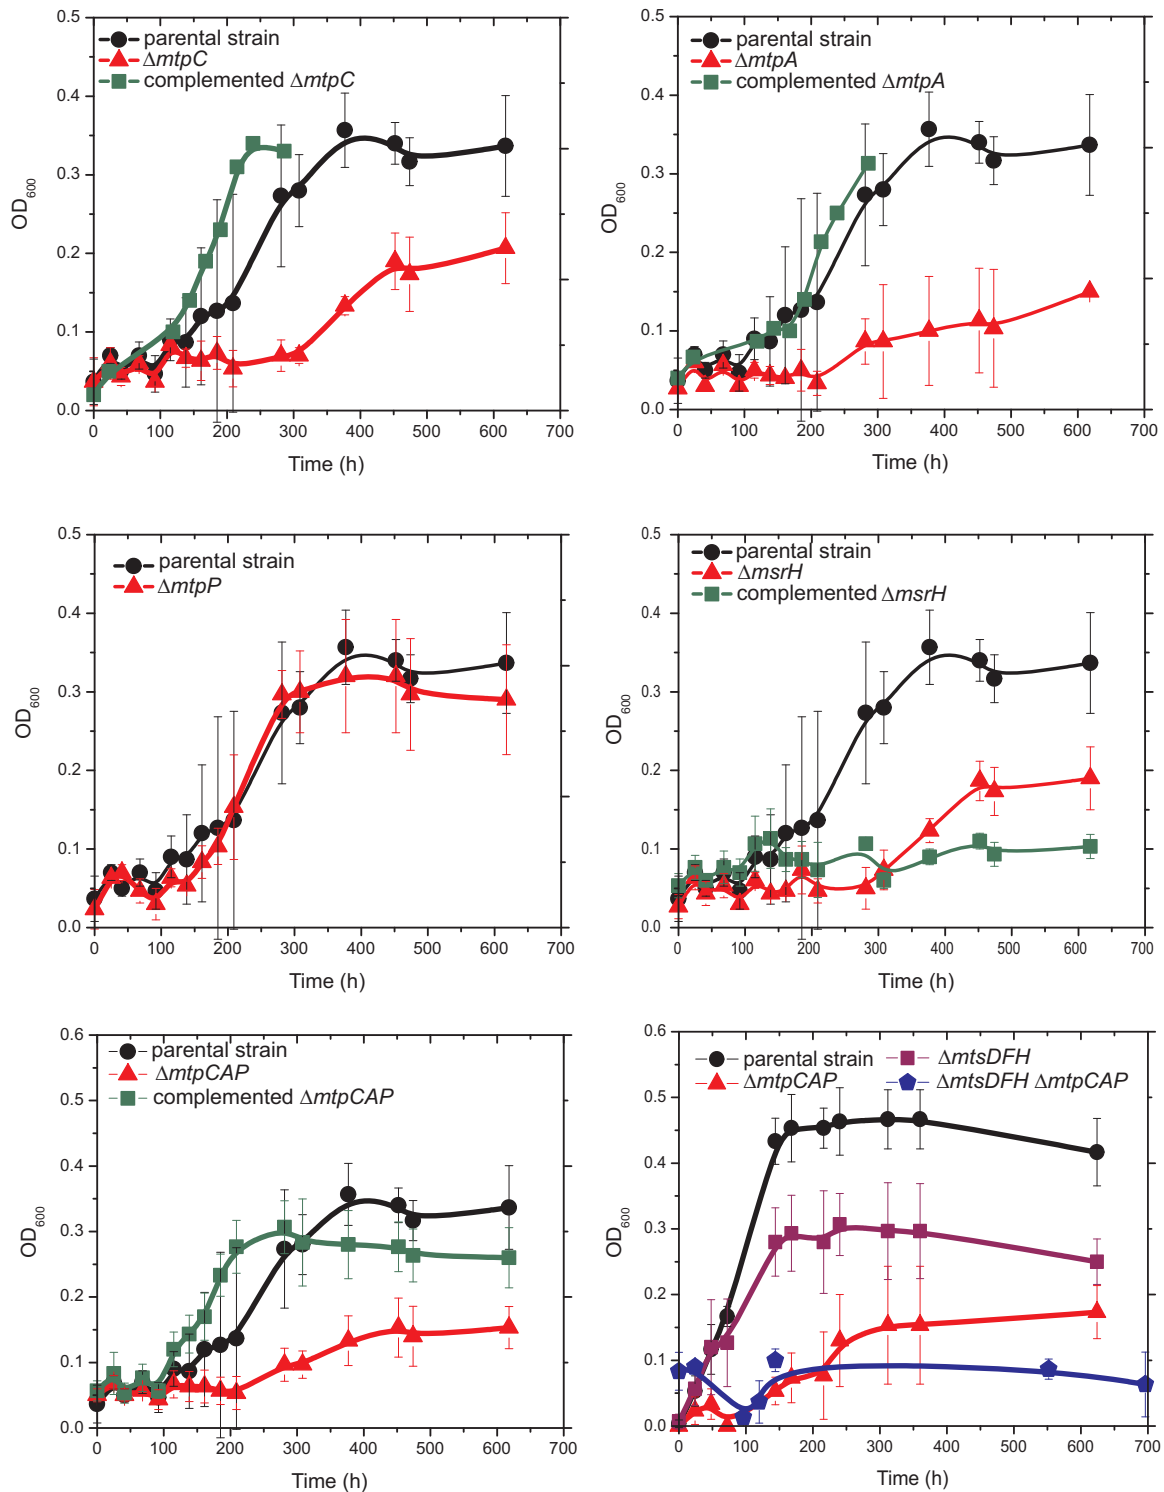 0.5
0.4
0.3
0.2
0.1
0.0
OD600
parental strain
ΔmtpC
complemented ΔmtpC
0 100 200 300 400 500 600 700
Time (h)
0.5
0.4
0.3
0.2
0.1
0.0
OD600
parental strain
ΔmtpA
complemented ΔmtpA
0 100 200 300 400 500 600 700
Time (h)
0.5
0.4
0.3
0.2
0.1
0.0
OD600
parental strain
ΔmtpP
0 100 200 300 400 500 600 700
Time (h)
0.5
0.4
0.3
0.2
0.1
0.0
OD600
parental strain
ΔmsrH
complemented ΔmsrH
0 100 200 300 400 500 600 700
Time (h)
0.6
0.5
0.4
0.3
0.2
0.1
0.0
OD600
parental strain
ΔmtpCAP
complemented ΔmtpCAP
0 100 200 300 400 500 600 700
Time (h)
0.6
0.5
0.4
0.3
0.2
0.1
0.0
OD600
parental strain
ΔmtpCAP
ΔmtsDFH
ΔmtsDFH ΔmtpCAP
0 100 200 300 400 500 600 700
Time (h)